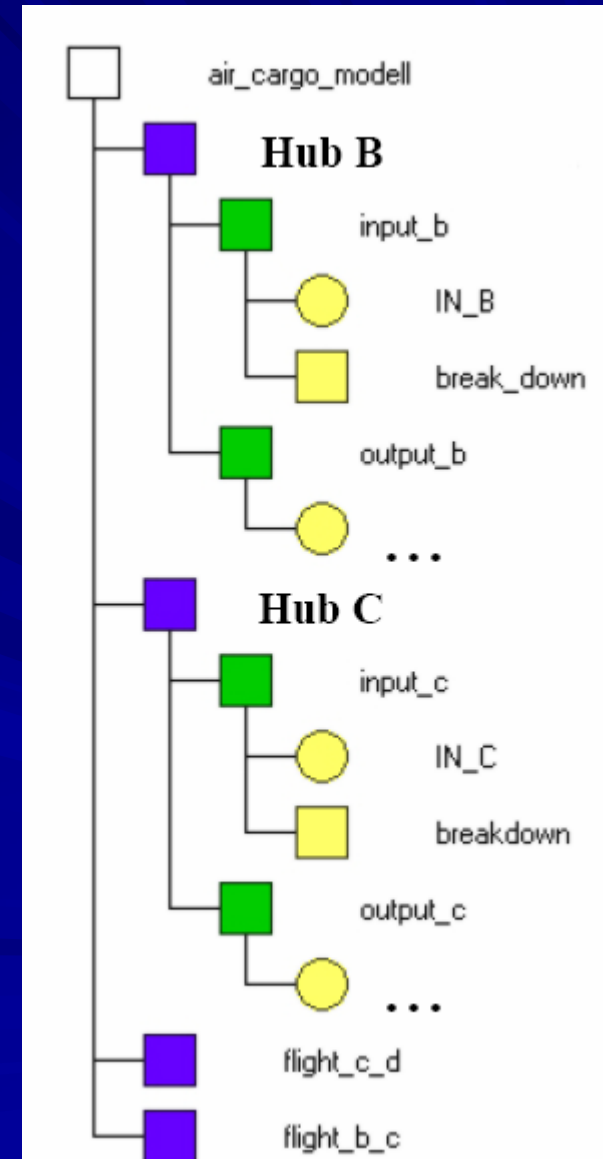 air_cargo_modell
Hub B
input_b
IN_B
break_down
output_b
...
Hub C
input_c
IN_C
breakdown
output_c
...
flight_c_d
flight_b_c